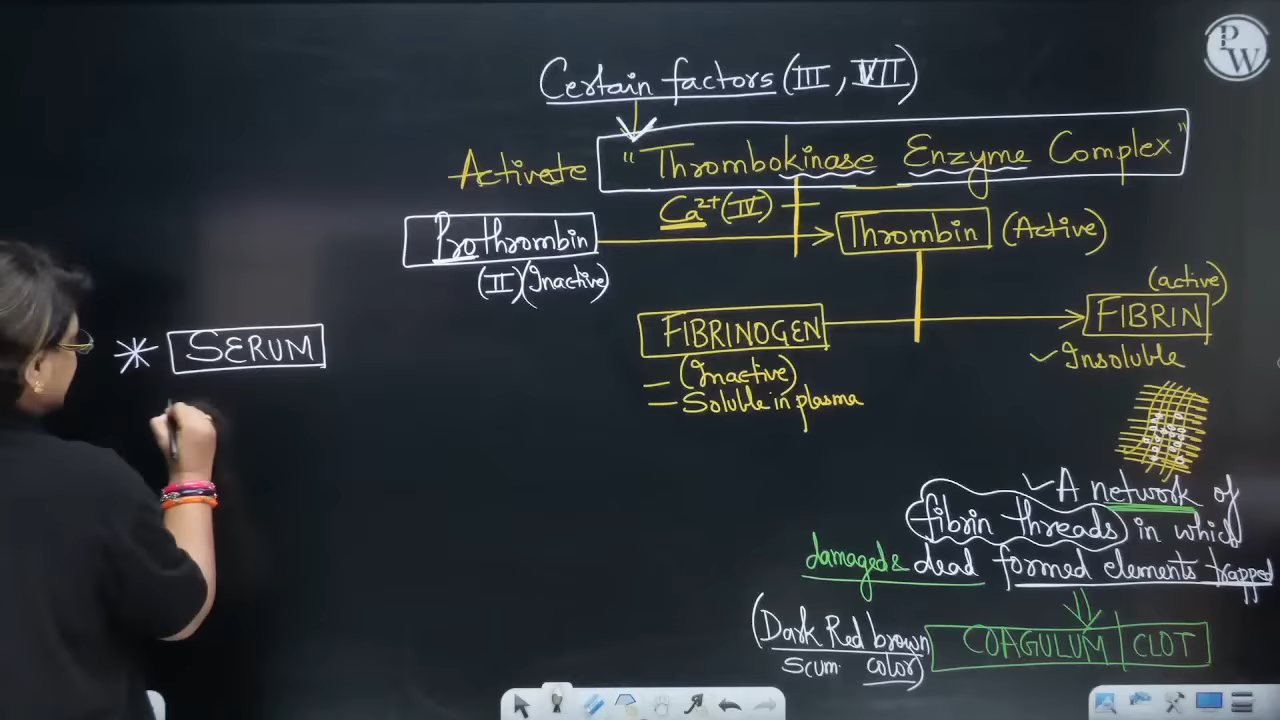 PW
Certain factors (III, VII)
Activate "Thrombokinase Enzyme Complex"
Ca²⁺ (IV)
Prothrombin
Thrombin (Active)
(II) (Inactive)
(active)
FIBRINOGEN
FIBRIN
SERUM
(Inactive)
Insoluble
Soluble in plasma
A network of
fibrin threads in which
damaged & dead formed elements trapped
(Dark Red brown
scum color)
COAGULUM | CLOT